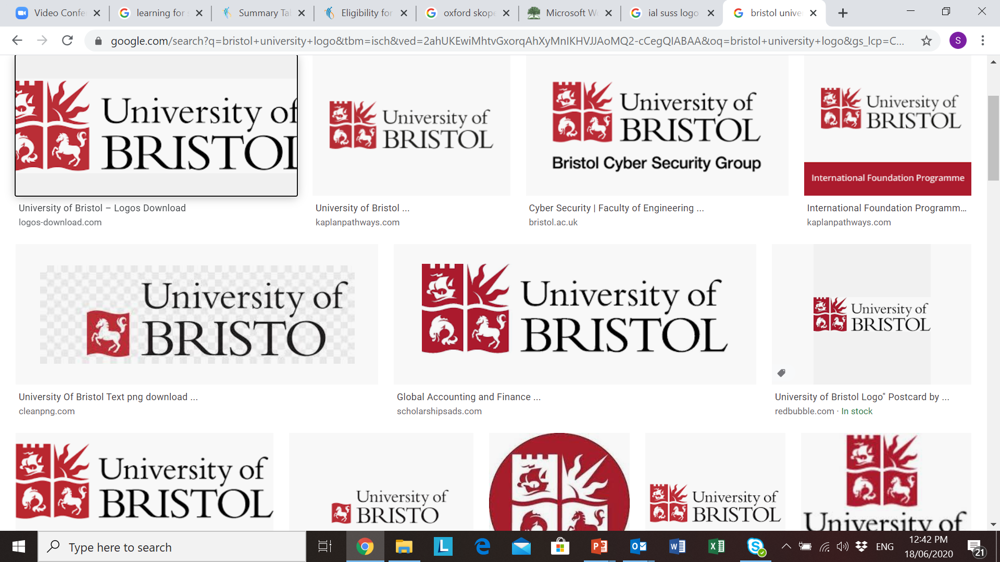 Video Confe
learning for s
Summary Tal
Eligibility for
oxford skope
Microsoft Wo
ial suss logo
bristol unive
google.com/search?q=bristol+university+logo&tbm=isch&ved=2ahUKEwiMhtvGxorqAhXyMnIKHVJJAoMQ2-cCegQIABAA&oq=bristol+university+logo&gs_lcp=C...
S
University of
BRISTOL
University of
BRISTOL
University of
BRISTOL
Bristol Cyber Security Group
University of
BRISTOL
International Foundation Programme
University of Bristol – Logos Download
logos-download.com
University of Bristol ...
kaplanpathways.com
Cyber Security | Faculty of Engineering ...
bristol.ac.uk
International Foundation Programm...
kaplanpathways.com
University of
BRISTO
University of
BRISTOL
University of
BRISTOL
University Of Bristol Text png download ...
cleanpng.com
Global Accounting and Finance ...
scholarshipsads.com
University of Bristol Logo" Postcard by ...
redbubble.com · In stock
University of
BRISTOL
University of
BRISTO
University of
BRISTOL
University of
Type here to search
ENG
12:42 PM
18/06/2020
21